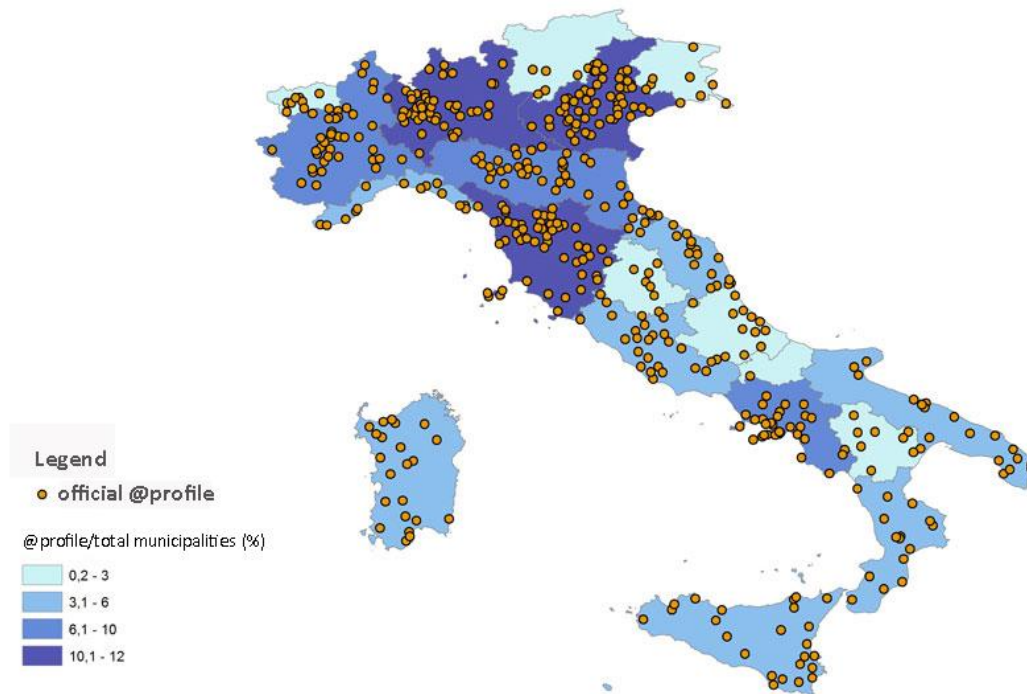 Legend
official @profile
@profile/total municipalities (%)
0,2 - 3
3,1 - 6
6,1 - 10
10,1 - 12